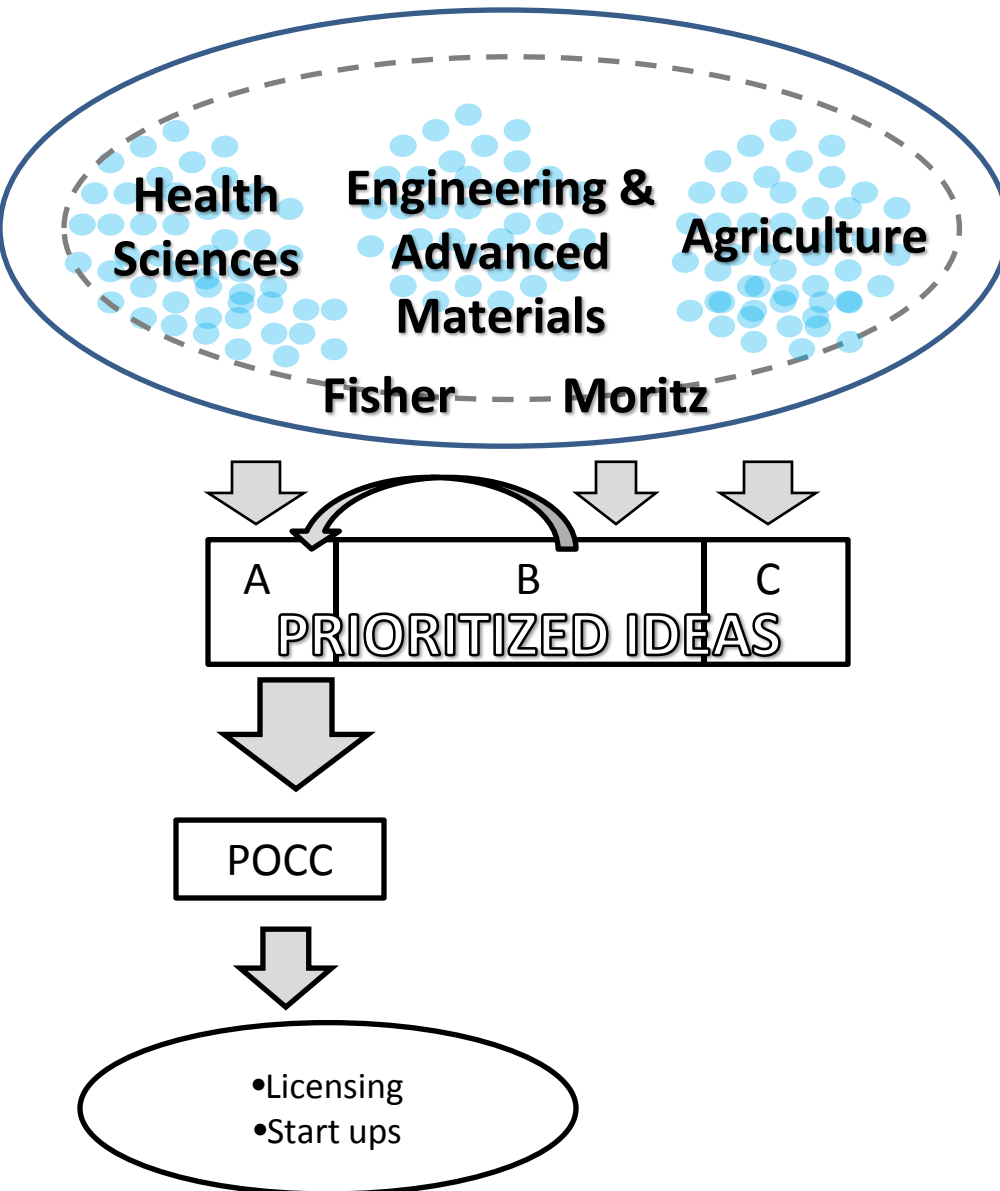 Health
Sciences
Engineering &
Advanced
Materials
Agriculture
Fisher
Moritz
A
B
C
PRIORITIZED IDEAS
POCC
•Licensing
•Start ups